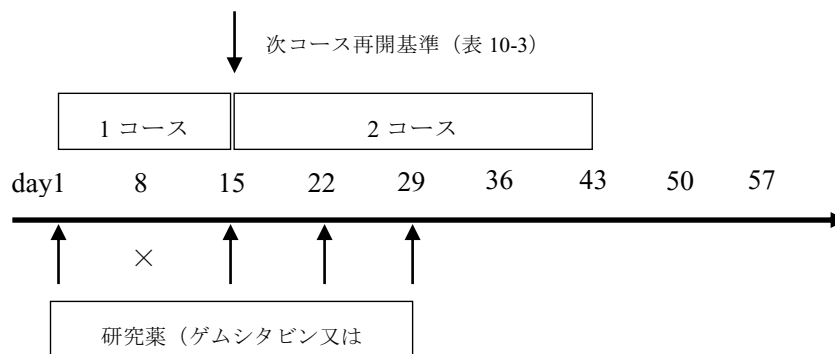 次コース再開基準（表 10-3）
1 コース 2 コース
day1 8 15 22 29 36 43 50 57
×
研究薬（ゲムシタビン又は